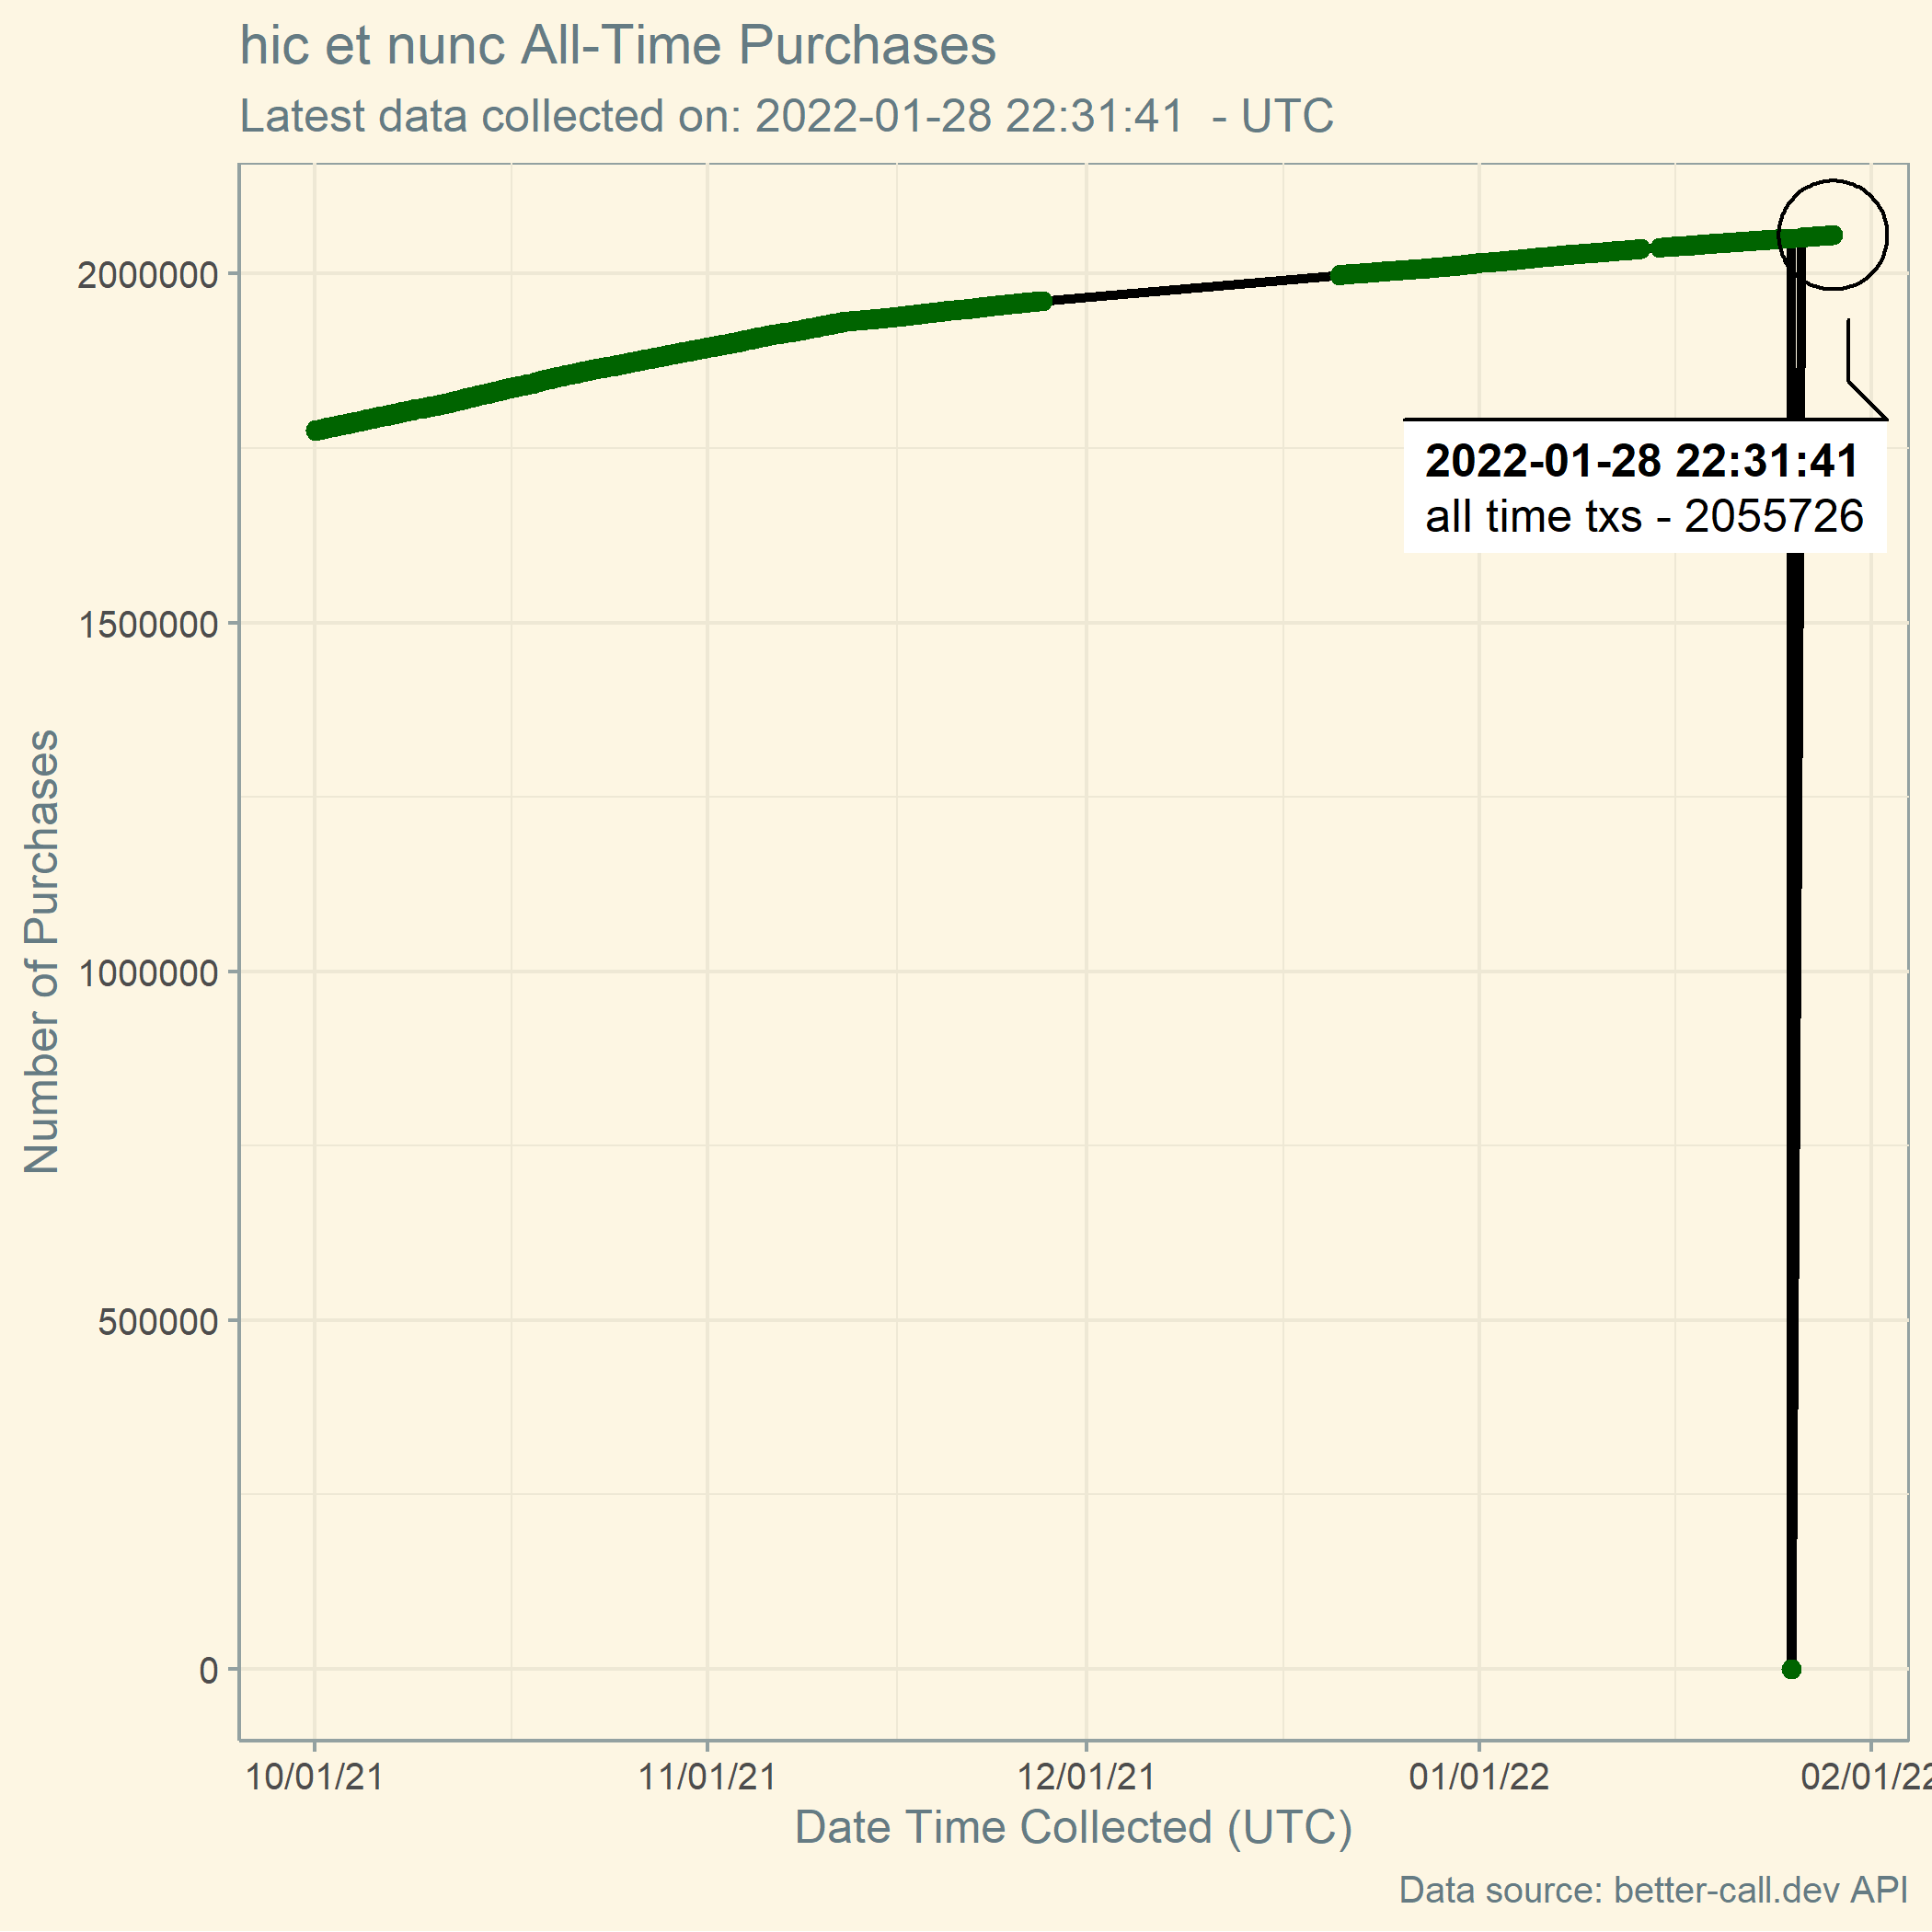 hic et nunc All-Time Purchases
Latest data collected on: 2022-01-28 22:31:41  - UTC
2000000
1500000
1000000
500000
0
Number of Purchases
2022-01-28 22:31:41
all time txs - 2055726
10/01/21
11/01/21
12/01/21
01/01/22
02/01/22
Date Time Collected (UTC)
Data source: better-call.dev API